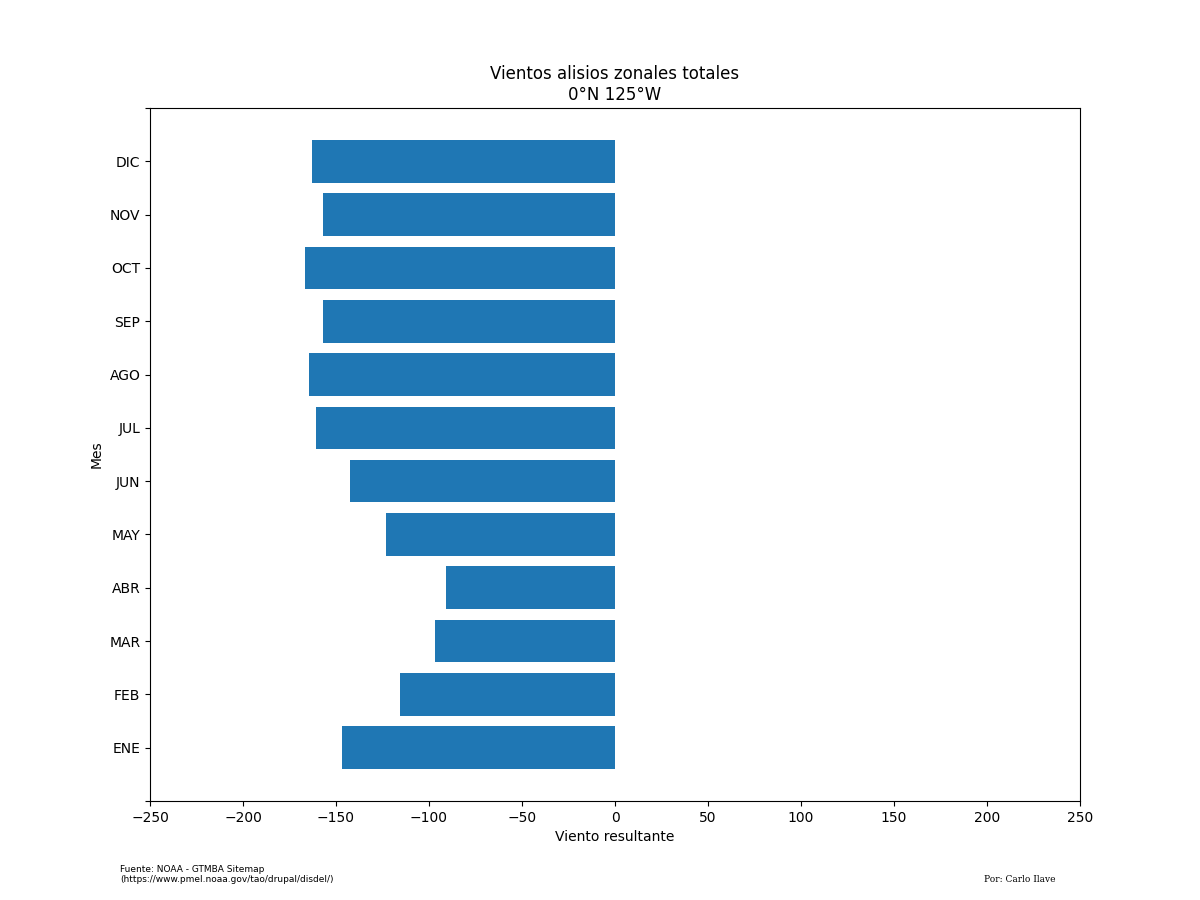 Vientos alisios zonales totales
0°N 125°W
DIC
NOV
OCT
SEP
AGO
JUL
JUN
MAY
ABR
MAR
FEB
ENE
Mes
−250 −200 −150 −100 −50 0 50 100 150 200 250
Viento resultante
Fuente: NOAA - GTMBA Sitemap
(https://www.pmel.noaa.gov/tao/drupal/disdel/)
Por: Carlo Ilave